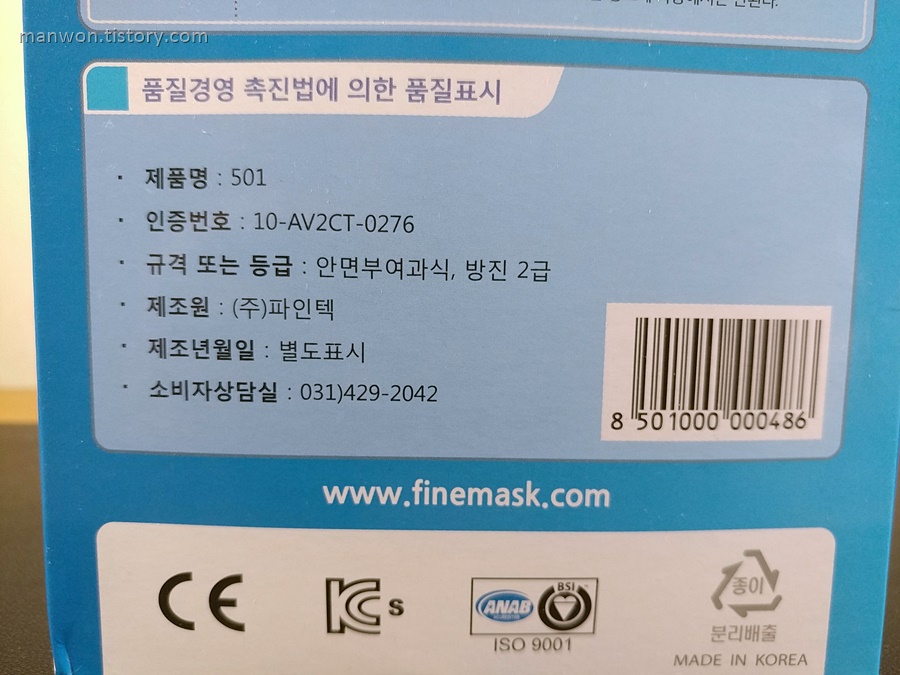 manwon.tistory.com
안된다.
품질경영 촉진법에 의한 품질표시
· 제품명 : 501
· 인증번호 : 10-AV2CT-0276
· 규격 또는 등급 : 안면부여과식, 방진 2급
· 제조원 : (주)파인텍
· 제조년월일 : 별도표시
· 소비자상담실 : 031)429-2042
8 501000 000486
www.finemask.com
CE
KC s
ANAB
BSI
ISO 9001
종이
분리배출
MADE IN KOREA